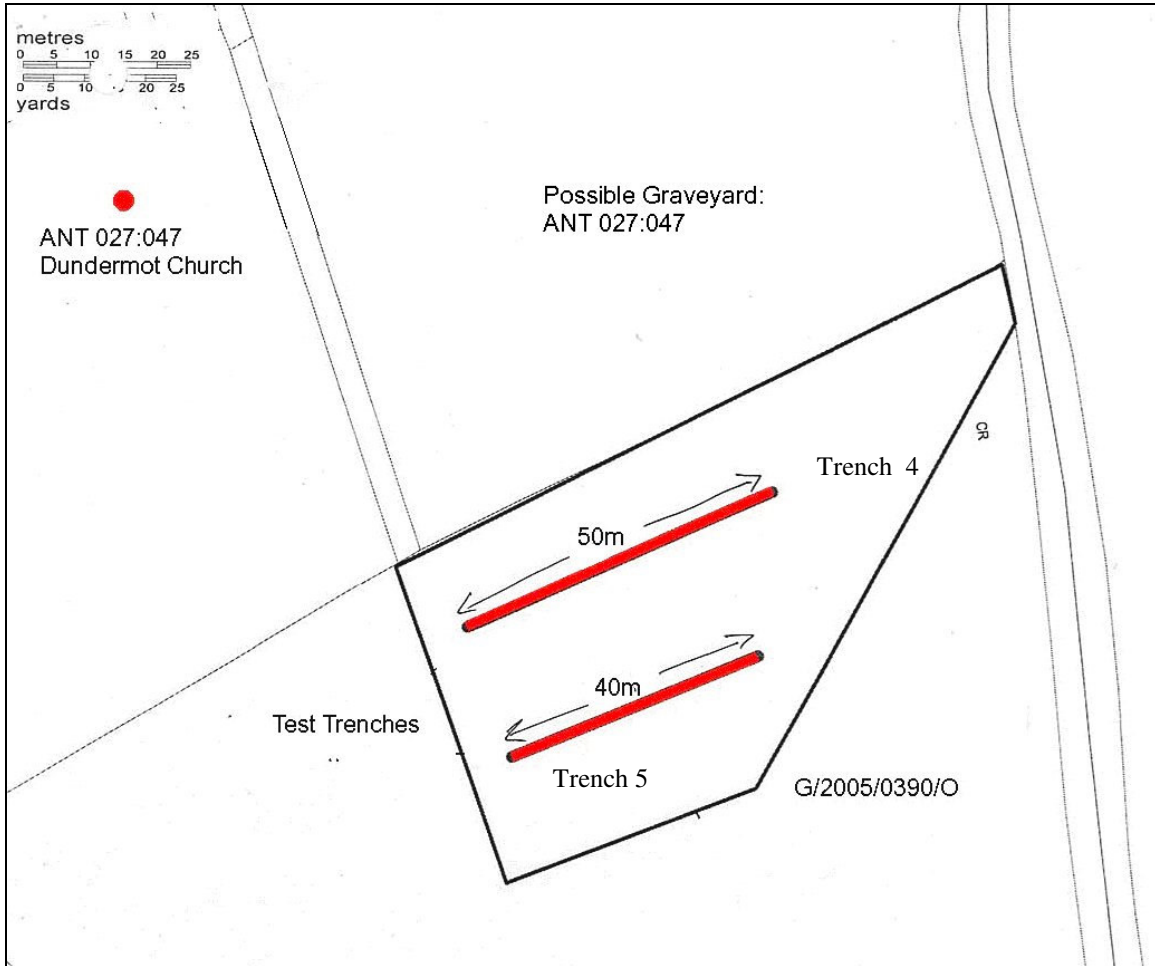 metres
0 5 10 15 20 25
0 5 10 20 25
yards
ANT 027:047
Dundermot Church
Possible Graveyard:
ANT 027:047
CR
Trench 4
50m
40m
Test Trenches
Trench 5
G/2005/0390/O